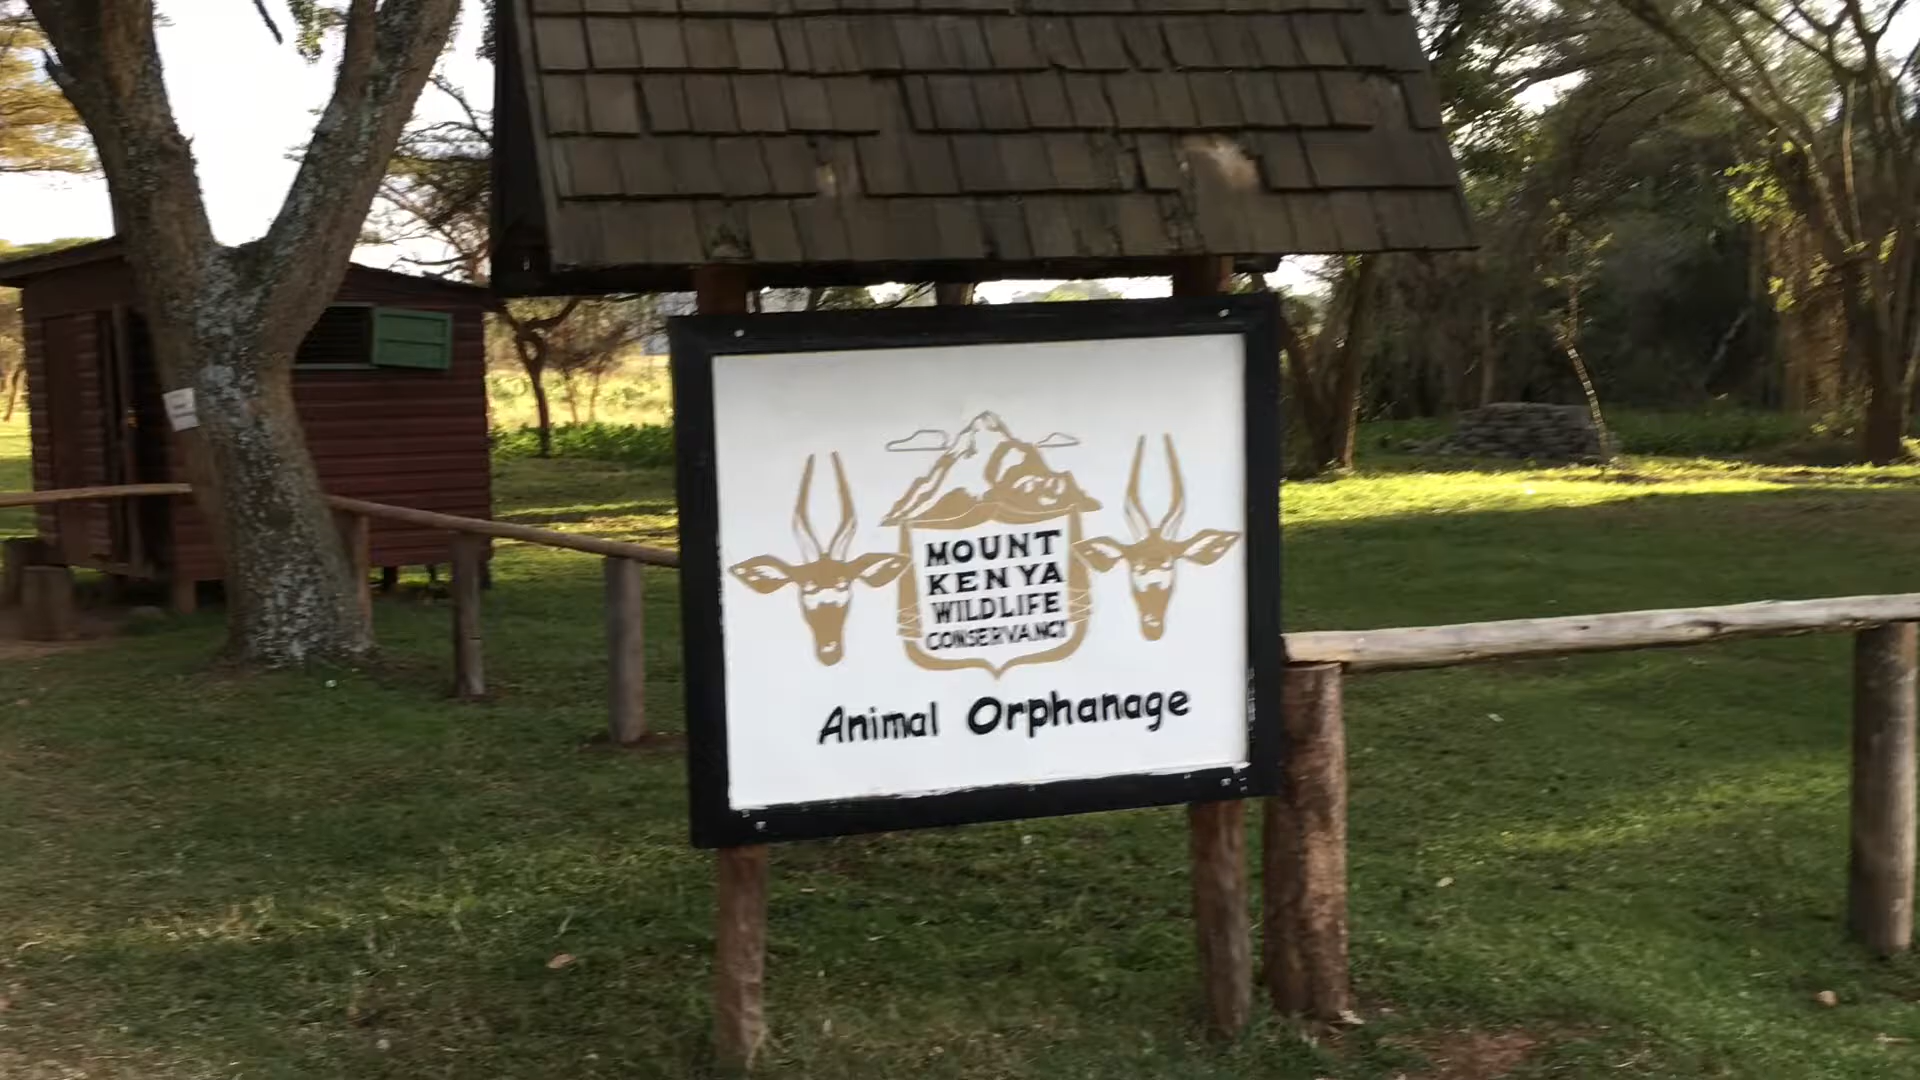 MOUNT
KENYA
WILDLIFE
CONSERVANCY
Animal Orphanage